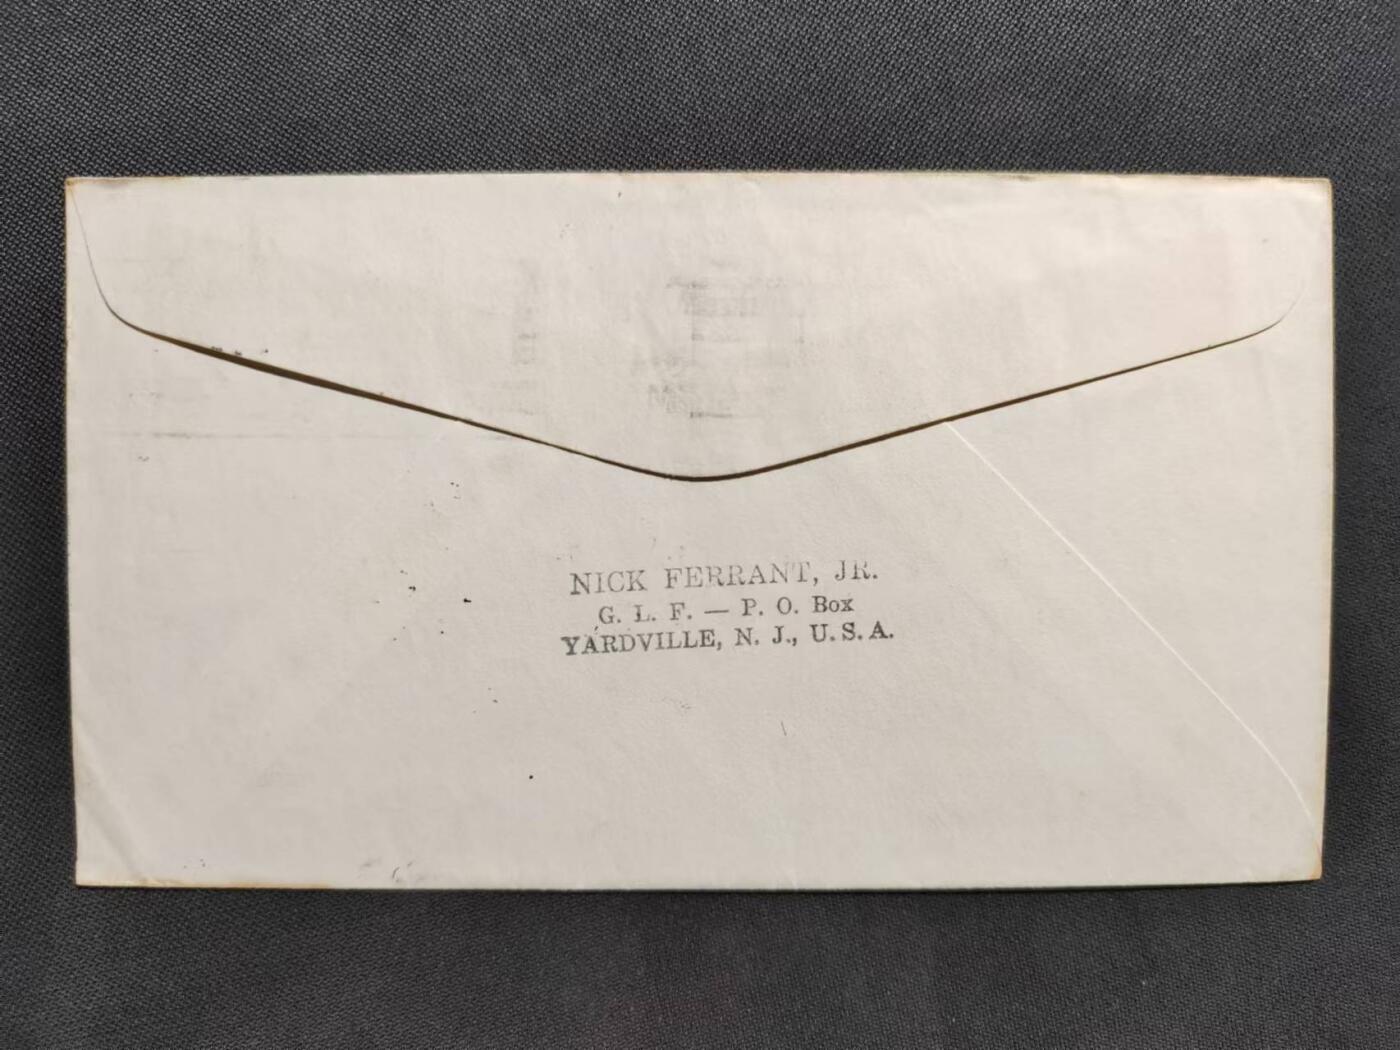 NICK FERRANT, JR.
G. L. F. — P. O. Box
YARDVILLE, N. J., U.S.A.